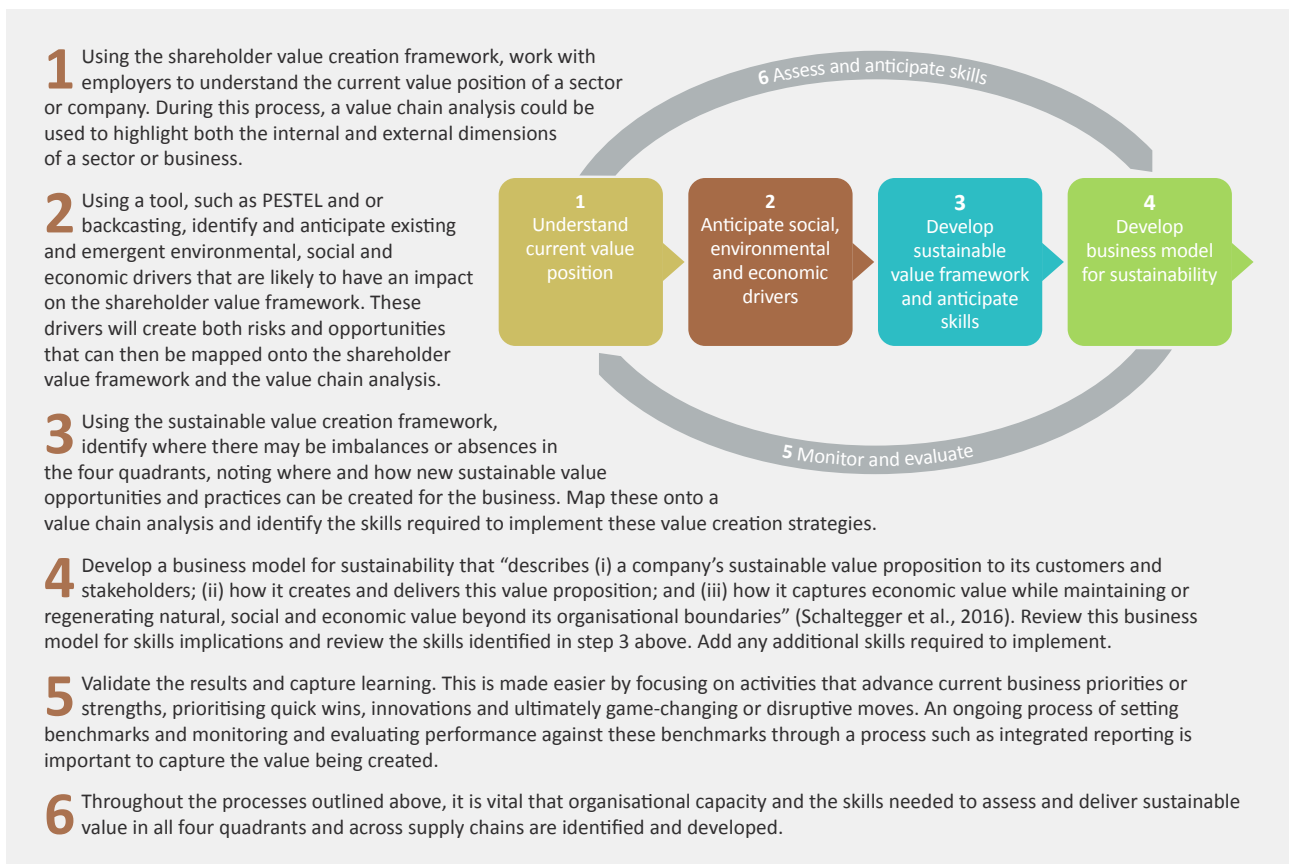 1 Using the shareholder value creation framework, work with
employers to understand the current value position of a sector
or company. During this process, a value chain analysis could be
used to highlight both the internal and external dimensions
of a sector or business.
2 Using a tool, such as PESTEL and or
backcasting, identify and anticipate existing
and emergent environmental, social and
economic drivers that are likely to have an impact
on the shareholder value framework. These
drivers will create both risks and opportunities
that can then be mapped onto the shareholder
value framework and the value chain analysis.
6 Assess and anticipate skills
1
Understand
current value
position
2
Anticipate social,
environmental
and economic
drivers
3
Develop
sustainable
value framework
and anticipate
skills
4
Develop
business model
for sustainability
5 Monitor and evaluate
3 Using the sustainable value creation framework,
identify where there may be imbalances or absences in
the four quadrants, noting where and how new sustainable value
opportunities and practices can be created for the business. Map these onto a
value chain analysis and identify the skills required to implement these value creation strategies.
4 Develop a business model for sustainability that “describes (i) a company’s sustainable value proposition to its customers and
stakeholders; (ii) how it creates and delivers this value proposition; and (iii) how it captures economic value while maintaining or
regenerating natural, social and economic value beyond its organisational boundaries” (Schaltegger et al., 2016). Review this business
model for skills implications and review the skills identified in step 3 above. Add any additional skills required to implement.
5 Validate the results and capture learning. This is made easier by focusing on activities that advance current business priorities or
strengths, prioritising quick wins, innovations and ultimately game-changing or disruptive moves. An ongoing process of setting
benchmarks and monitoring and evaluating performance against these benchmarks through a process such as integrated reporting is
important to capture the value being created.
6 Throughout the processes outlined above, it is vital that organisational capacity and the skills needed to assess and deliver sustainable
value in all four quadrants and across supply chains are identified and developed.